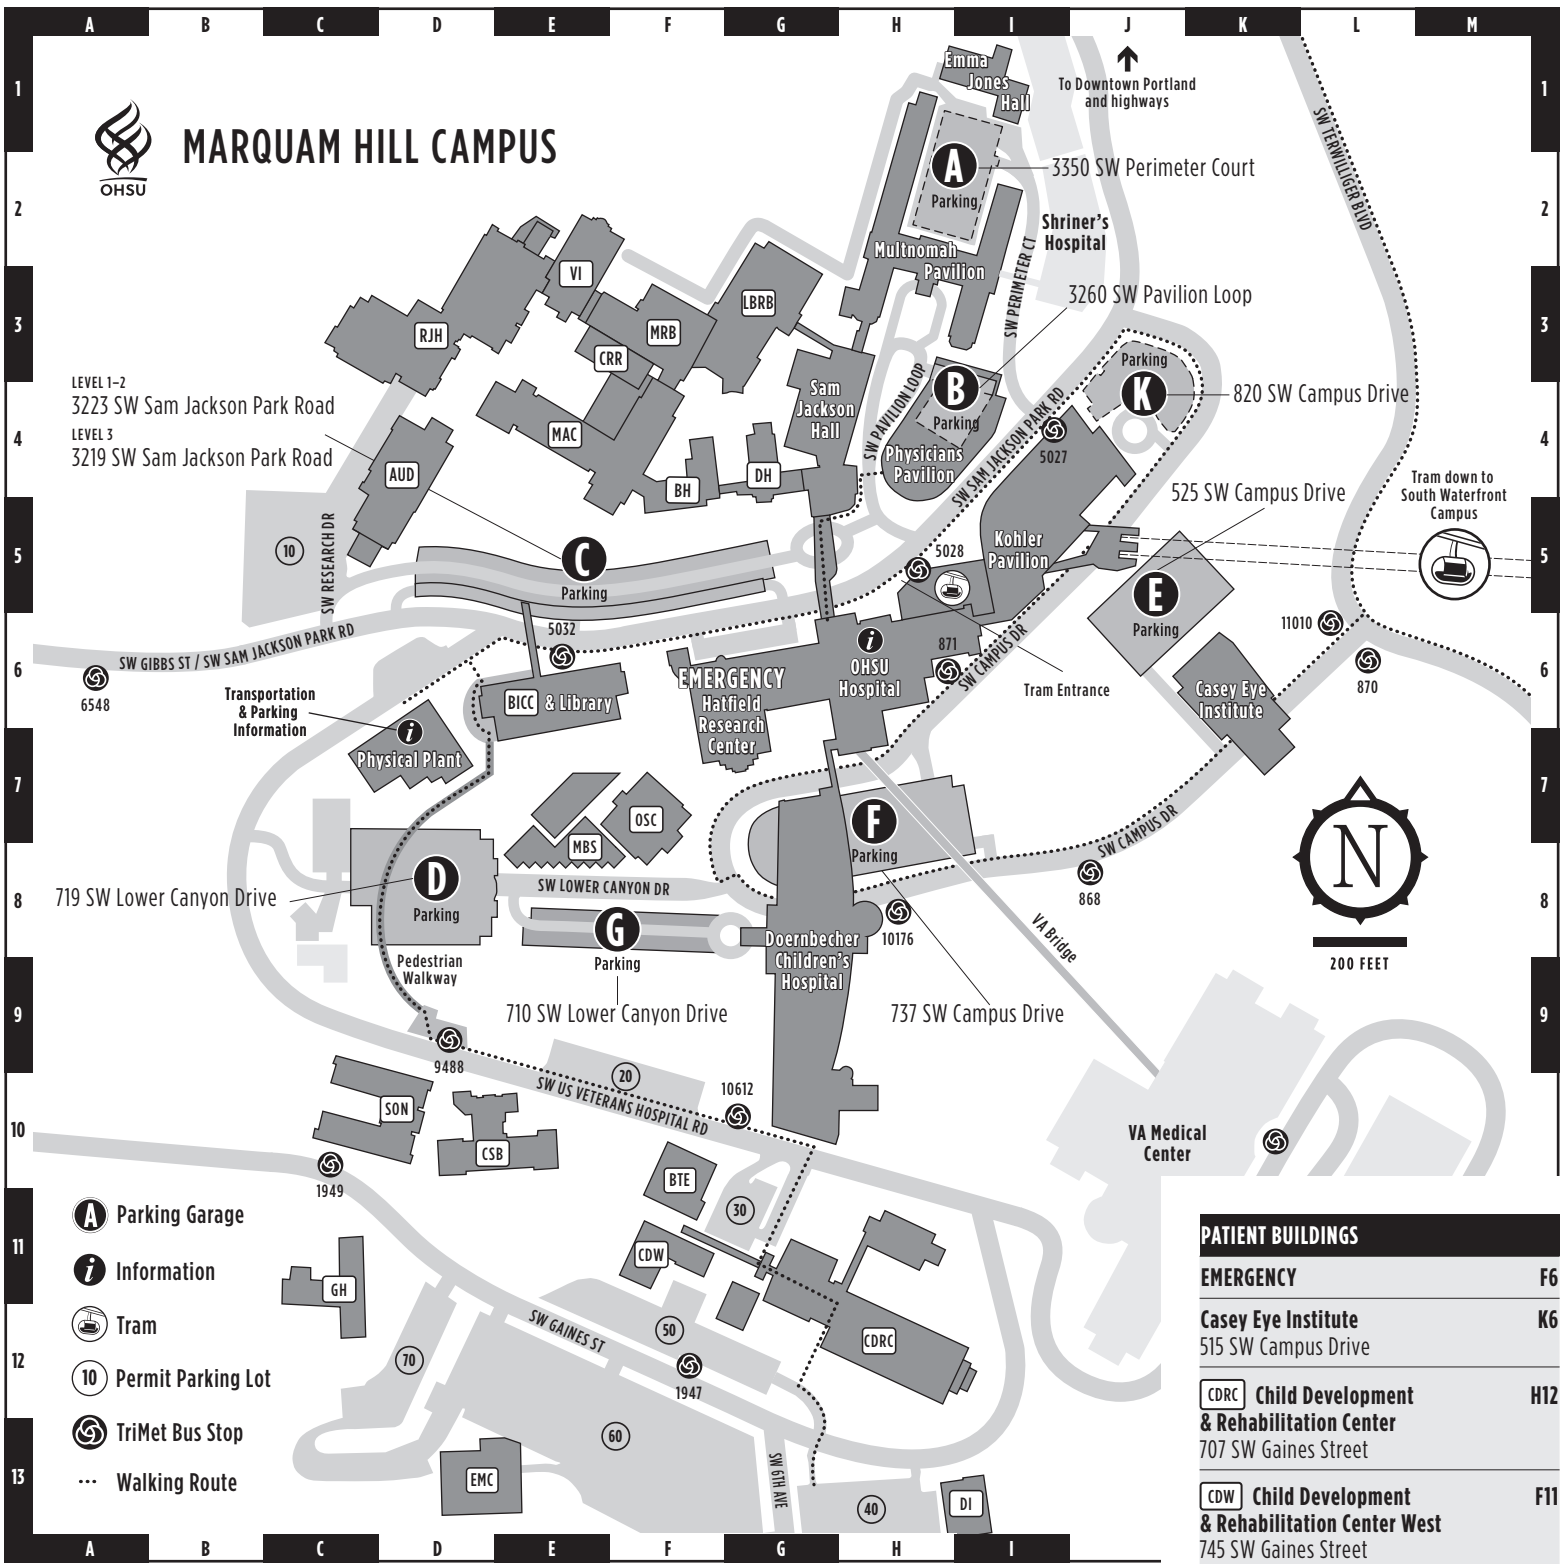 A B C D E F G H I J K L M
1 1
2 2
3 3
4 4
5 5
6 6
7 7
8 8
9 9
10
11
12
13
A B C D E F G H I
OHSU
MARQUAM HILL CAMPUS
To Downtown Portland
and highways
Emma
Jones
Hall
A
Parking
3350 SW Perimeter Court
SW TERWILLIGER BLVD
Shriner's
Hospital
Multnomah
Pavilion
SW PERIMETER CT
3260 SW Pavilion Loop
VI
LBRB
RJH
MRB
CRR
Sam
Jackson
Hall
SW PAVILION LOOP
B
Parking
Physicians
Pavilion
Parking
K
820 SW Campus Drive
LEVEL 1–2
3223 SW Sam Jackson Park Road
LEVEL 3
3219 SW Sam Jackson Park Road
MAC
AUD
BH
DH
SW SAM JACKSON PARK RD
5027
Tram down to
South Waterfront
Campus
525 SW Campus Drive
10
SW RESEARCH DR
C
Parking
5028
Kohler
Pavilion
E
Parking
11010
870
SW GIBBS ST / SW SAM JACKSON PARK RD
6548
5032
i
OHSU
Hospital
871
SW CAMPUS DR
Tram Entrance
Casey Eye
Institute
EMERGENCY
Hatfield
Research
Center
BICC & Library
Transportation
& Parking
Information
i
Physical Plant
OSC
MBS
F
Parking
SW CAMPUS DR
868
N
200 FEET
D
Parking
719 SW Lower Canyon Drive
SW LOWER CANYON DR
G
Parking
710 SW Lower Canyon Drive
Doernbecher
Children's
Hospital
10176
737 SW Campus Drive
VA Bridge
Pedestrian
Walkway
9488
20
SW US VETERANS HOSPITAL RD
10612
SON
CSB
BTE
30
1949
VA Medical
Center
CDW
GH
CDRC
SW GAINES ST
50
70
1947
60
EMC
SW 6TH AVE
40
DI
A Parking Garage
i Information
Tram
10 Permit Parking Lot
TriMet Bus Stop
Walking Route
PATIENT BUILDINGS
EMERGENCY F6
Casey Eye Institute K6
515 SW Campus Drive
CDRC Child Development H12
& Rehabilitation Center
707 SW Gaines Street
CDW Child Development F11
& Rehabilitation Center West
745 SW Gaines Street